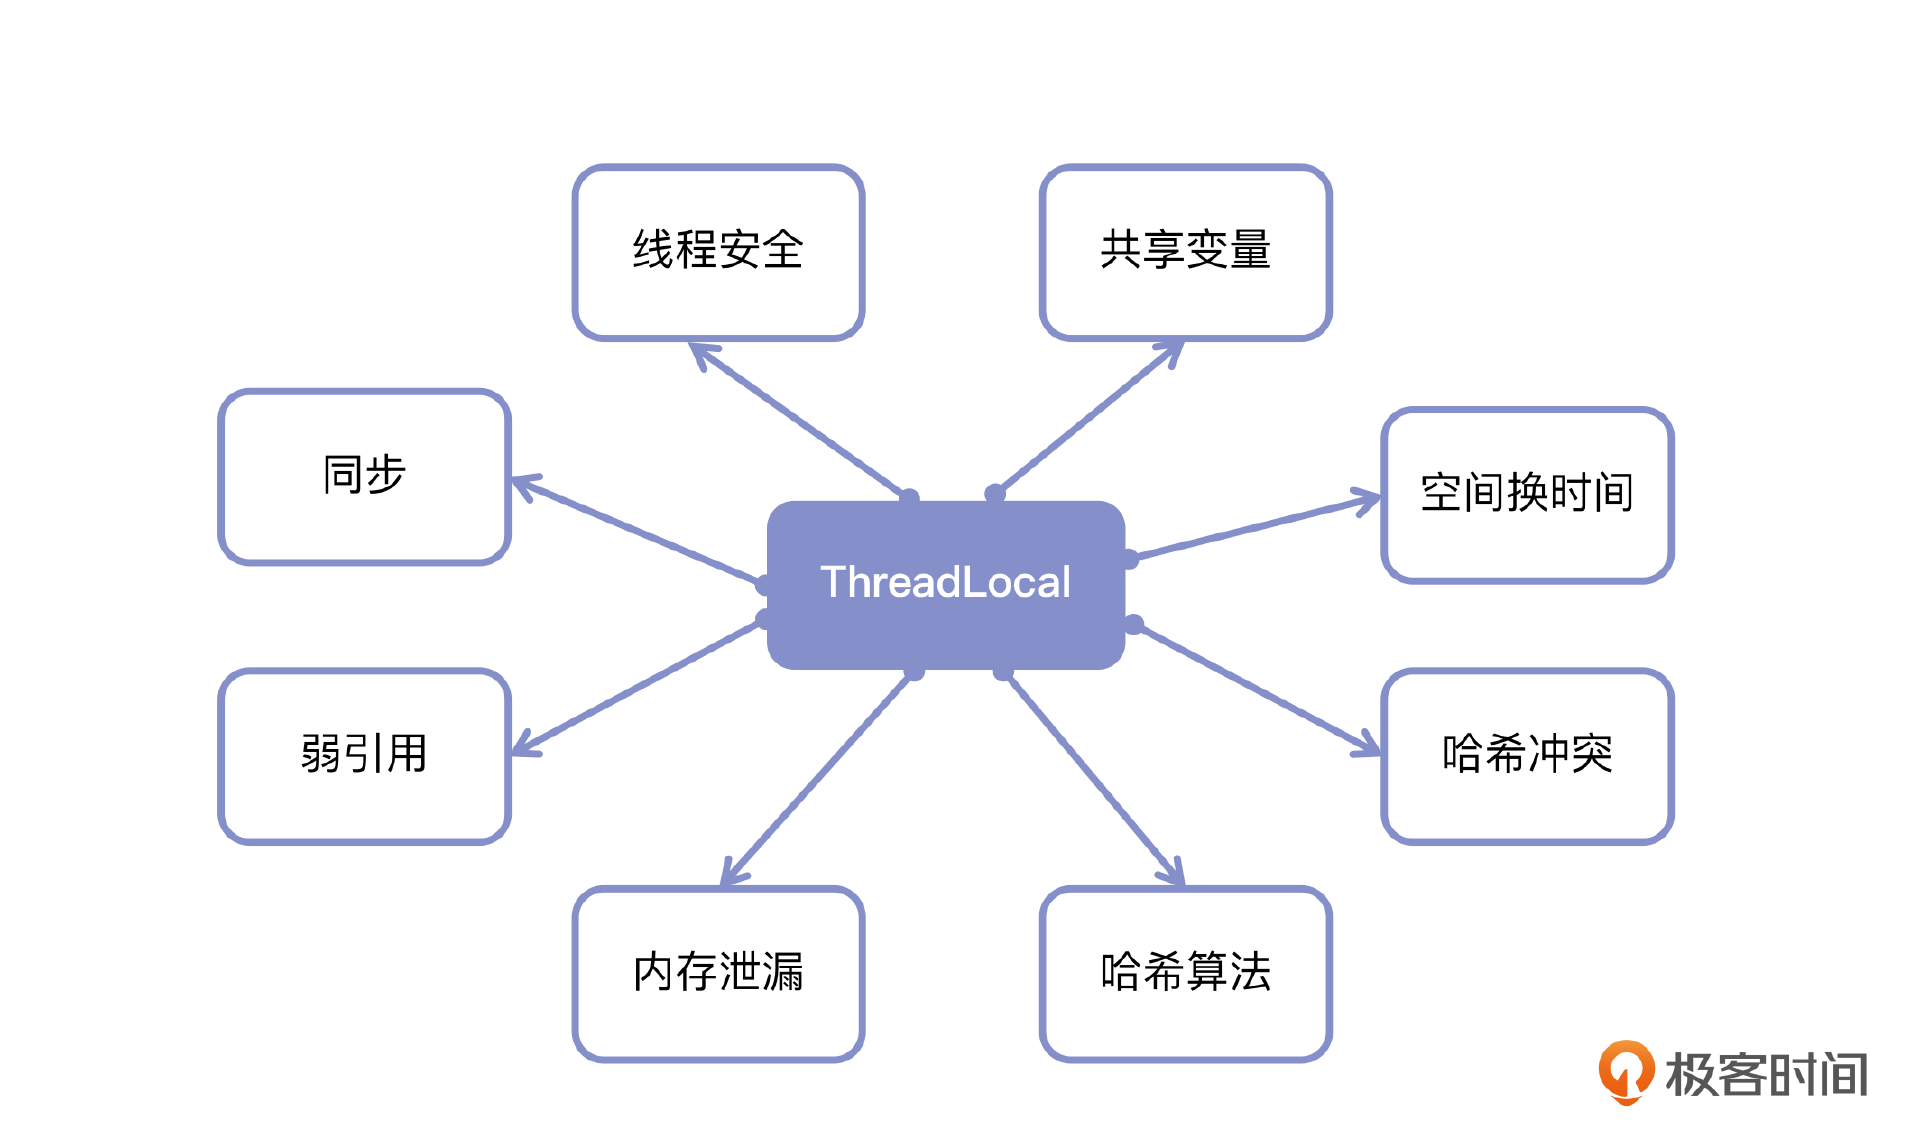 线程安全
共享变量
同步
空间换时间
ThreadLocal
弱引用
哈希冲突
内存泄漏
哈希算法
极客时间